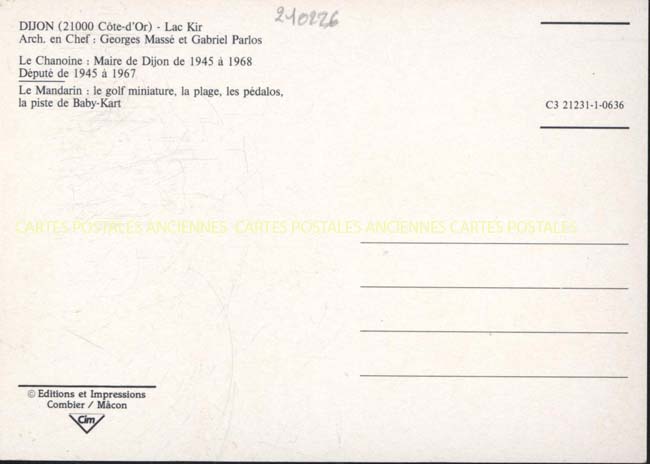 210226
DIJON (21000 Côte-d'Or) - Lac Kir
Arch. en Chef : Georges Massé et Gabriel Parlos
Le Chanoine : Maire de Dijon de 1945 à 1968
Député de 1945 à 1967
Le Mandarin : le golf miniature, la plage, les pédalos,
la piste de Baby-Kart
C3 21231-1-0636
CARTES POSTALES ANCIENNES CARTES POSTALES ANCIENNES CARTES POSTALES
© Editions et Impressions
Combier / Mâcon
Cim